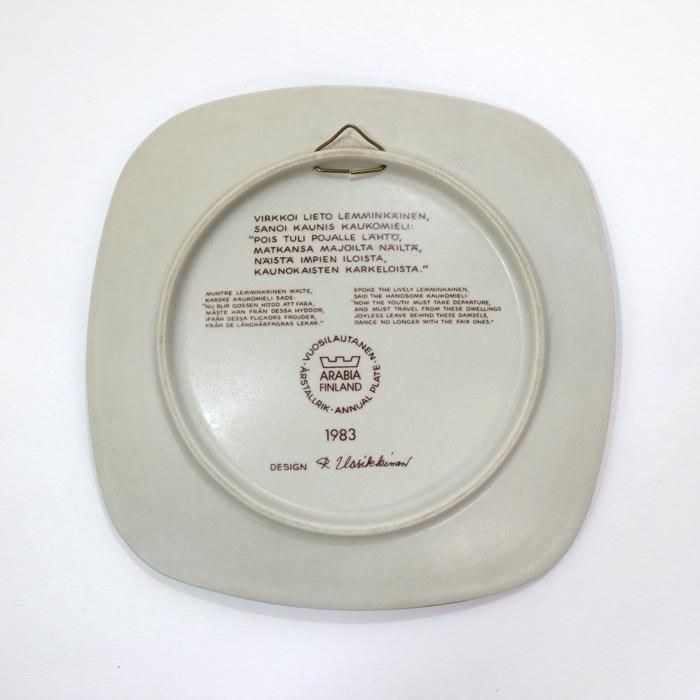 VIRKKOI LIETO LEMMINKÄINEN,
SANOI KAUNIS KAUKOMIELI:
"POIS TULI POJALLE LÄHTÖ,
MATKANSA MAJOILTA NÄILTÄ,
NÄISTÄ IMPIEN ILOISTA,
KAUNOKAISTEN KARKELOISTA."
MUNTRE LEMMINKÄINEN MÄLTE,
KARSKE KAUKOMIELI SADE:
"NU BLIR GOSSEN NÖDD ATT FARA,
MÅSTE HAN FRÅN DESSA HYDDOR,
IFRÅN DESSA FLICKORS FRÖJDER,
FRÅN DE LÅNGHÅRFAGRAS LEKAR."
SPOKE THE LIVELY LEMMINKAINEN,
SAID THE HANDSOME KAUKOMIELI:
"NOW THE YOUTH MUST TAKE DEPARTURE,
AND MUST TRAVEL FROM THESE DWELLINGS
JOYLESS LEAVE BEHIND THESE DAMSELS,
DANCE NO LONGER WITH THE FAIR ONES."
VUOSILAUTANEN · ÅRSTALLRIK · ANNUAL PLATE ·
ARABIA
FINLAND
1983
DESIGN R. Uosikkinen